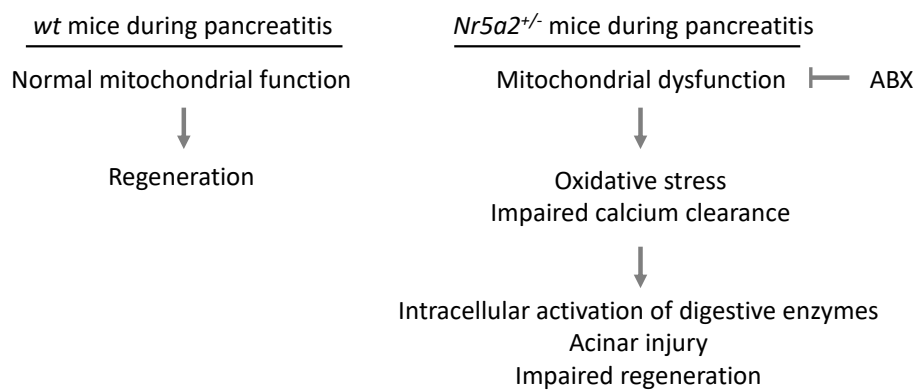 wt mice during pancreatitis
Normal mitochondrial function
Regeneration
Nr5a2+/- mice during pancreatitis
Mitochondrial dysfunction
ABX
Oxidative stress
Impaired calcium clearance
Intracellular activation of digestive enzymes
Acinar injury
Impaired regeneration